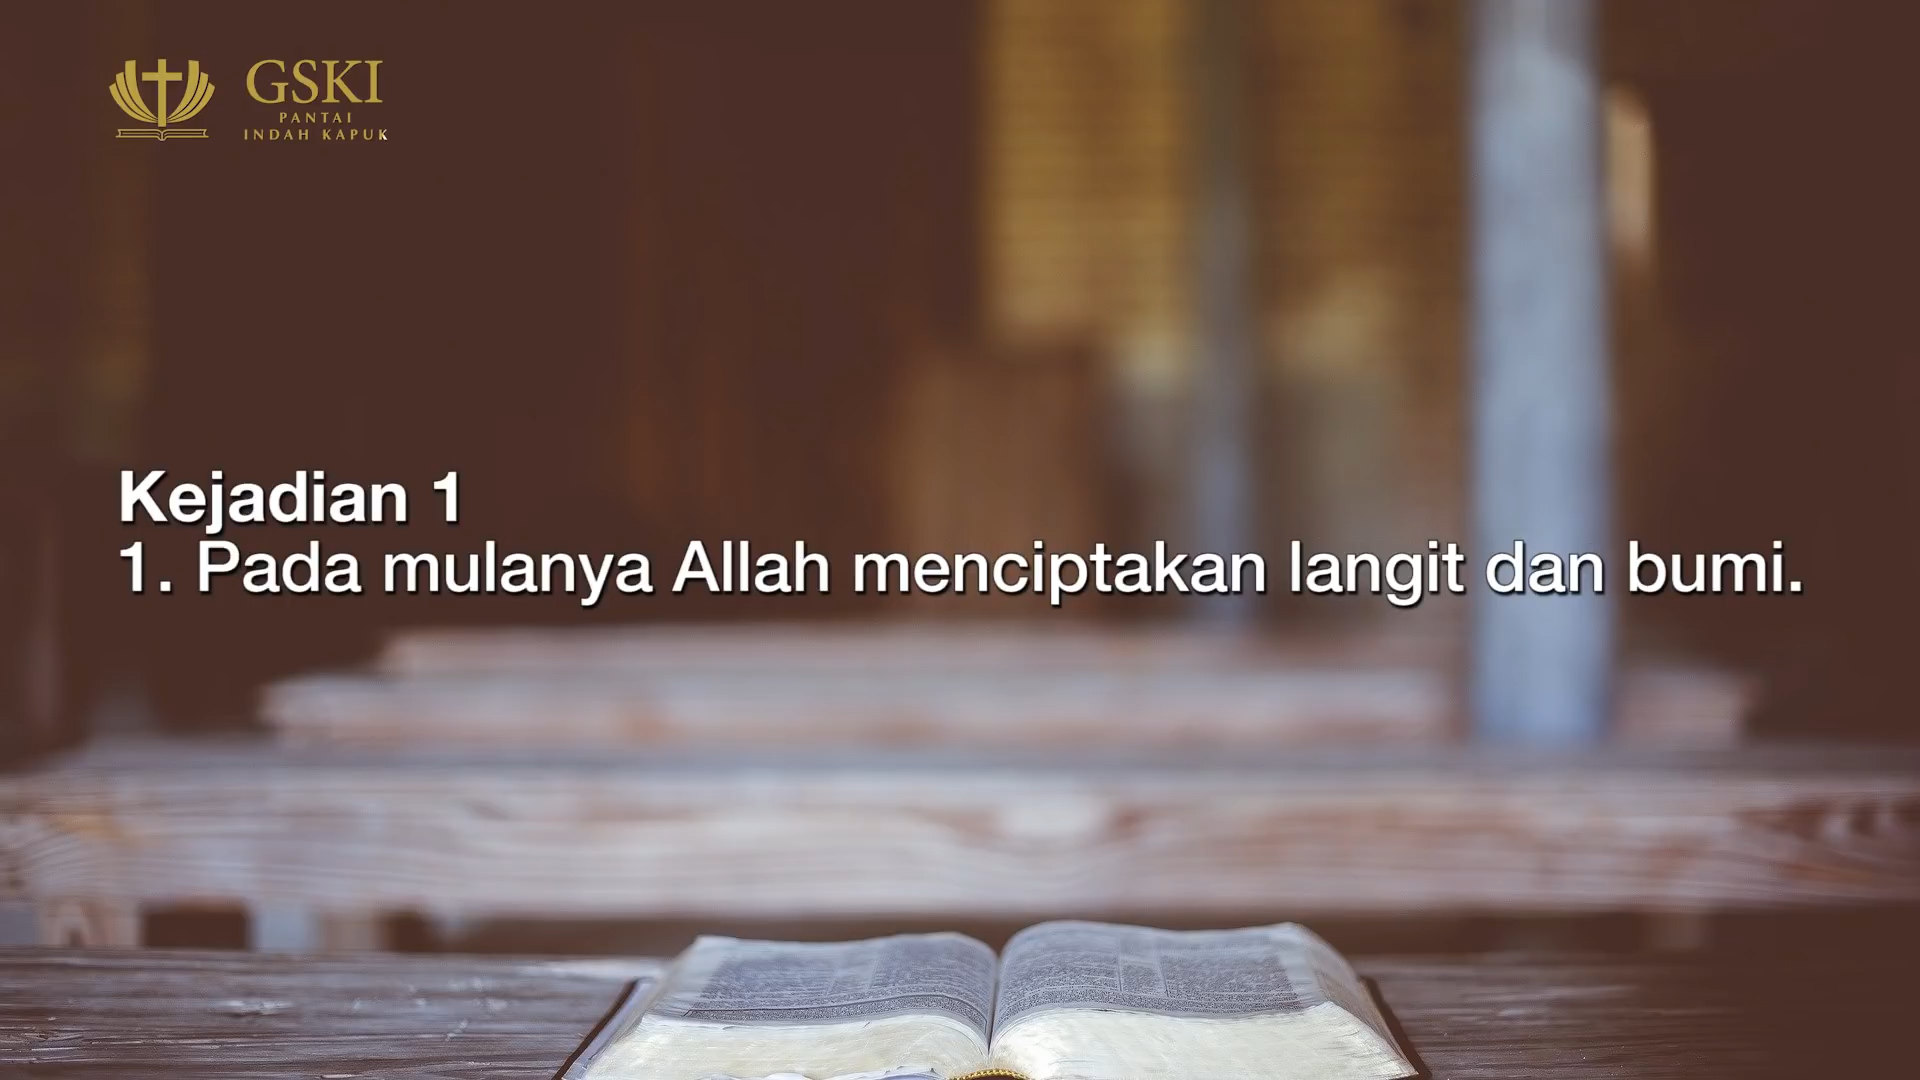 GSKI
PANTAI
INDAH KAPUK
Kejadian 1
1. Pada mulanya Allah menciptakan langit dan bumi.